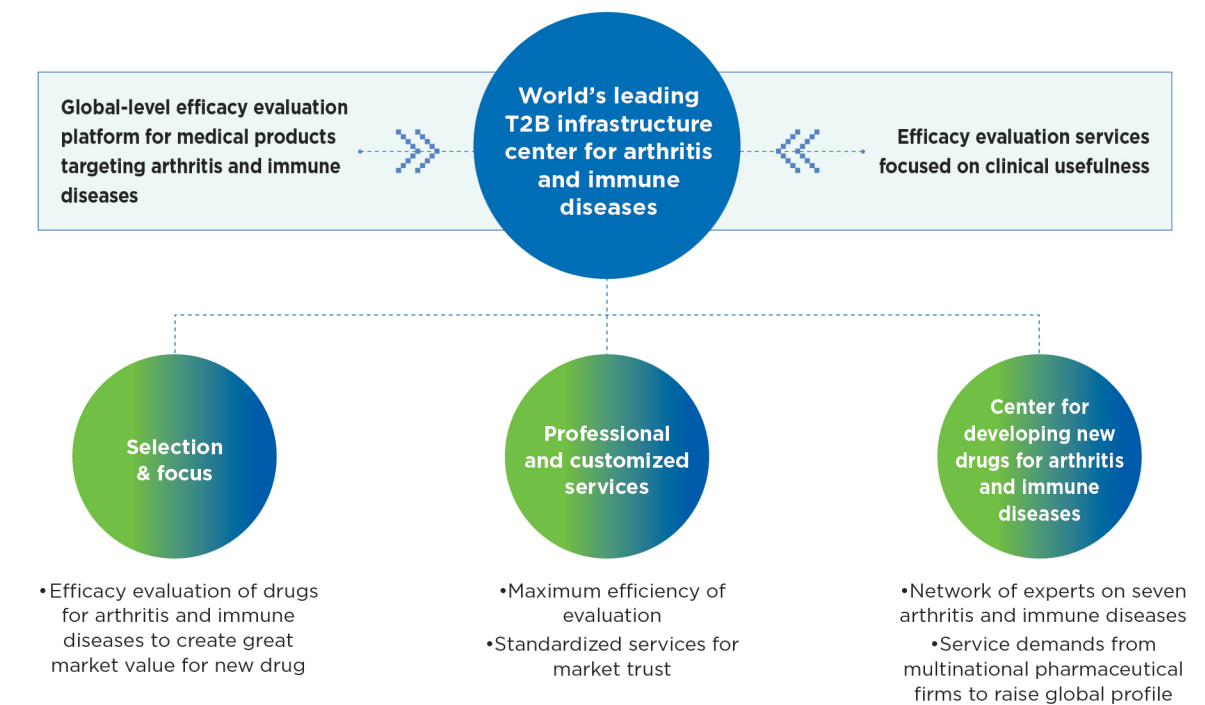 World's leading
T2B infrastructure
center for arthritis
and immune
diseases
Global-level efficacy evaluation
platform for medical products
targeting arthritis and immune
diseases
Efficacy evaluation services
focused on clinical usefulness
Selection
& focus
•Efficacy evaluation of drugs
for arthritis and immune
diseases to create great
market value for new drug
Professional
and customized
services
•Maximum efficiency of
evaluation
•Standardized services for
market trust
Center for
developing new
drugs for arthritis
and immune
diseases
•Network of experts on seven
arthritis and immune diseases
•Service demands from
multinational pharmaceutical
firms to raise global profile